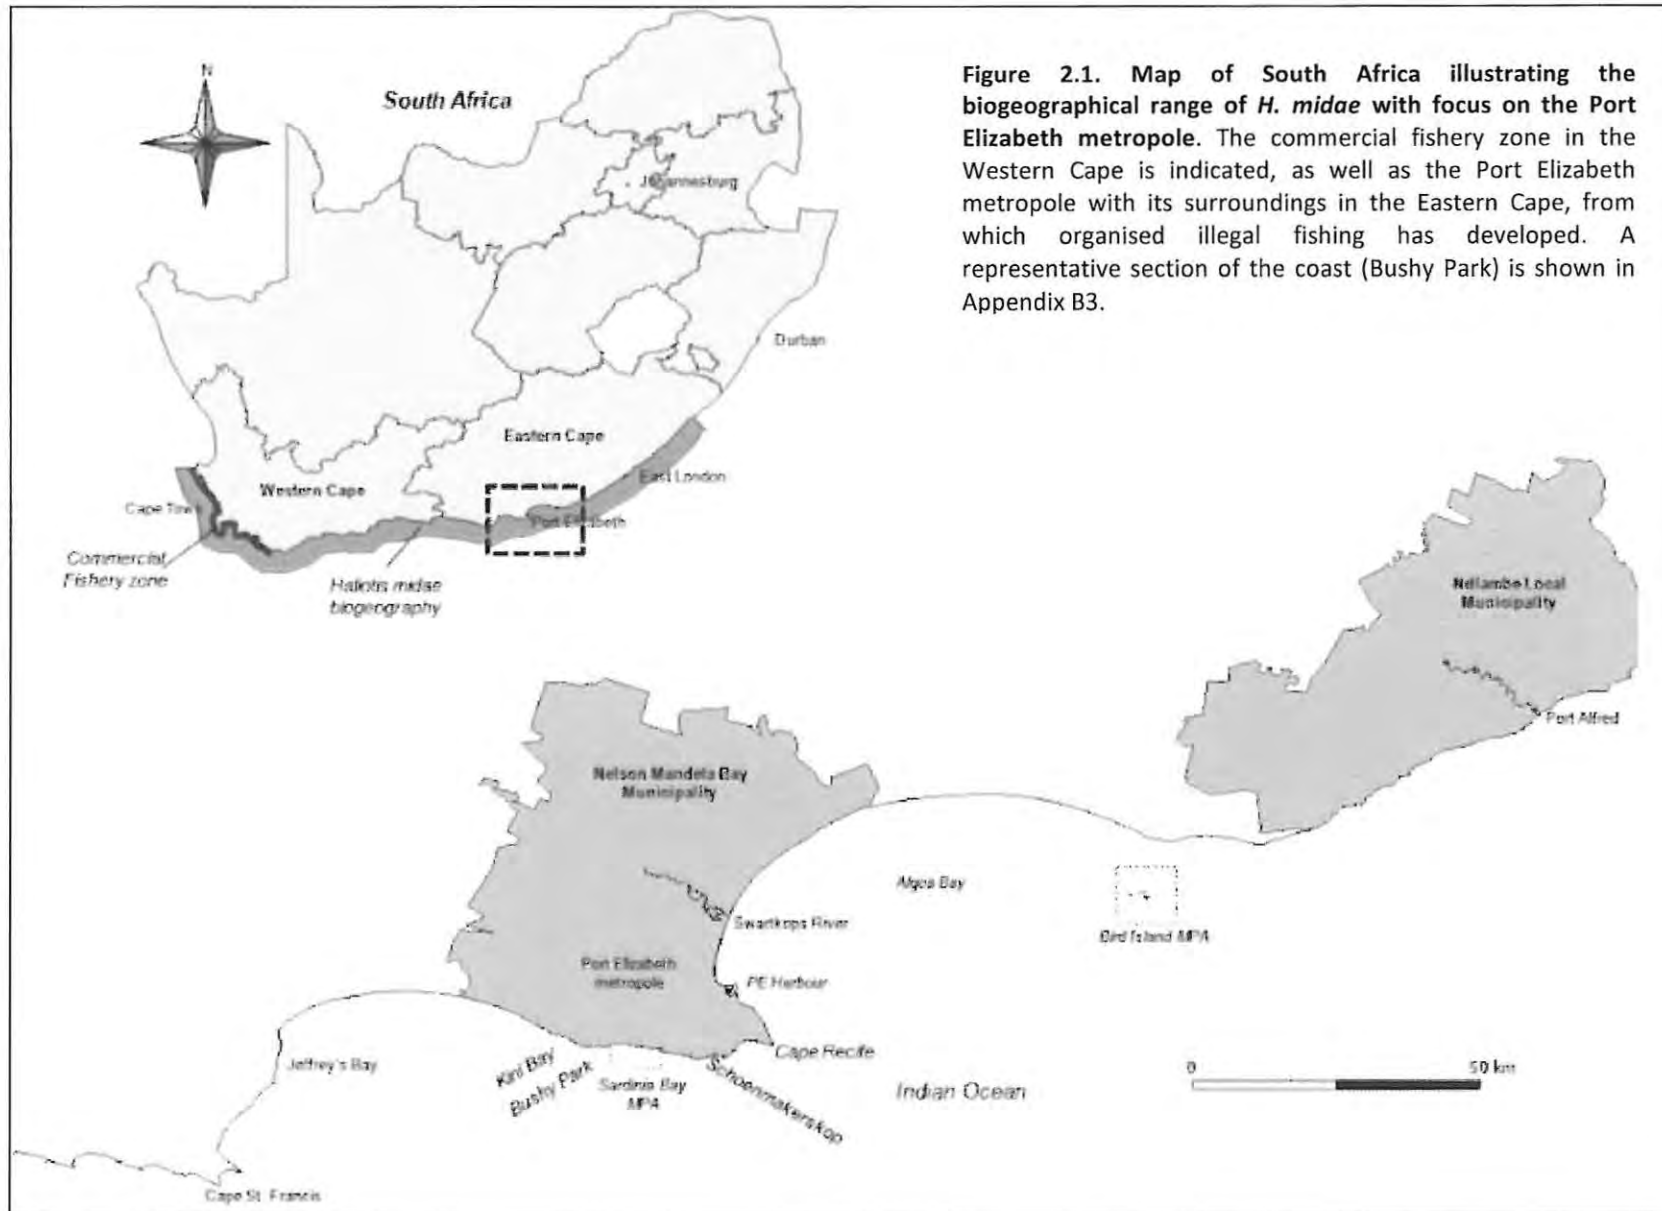 N
South Africa
Johannesburg
Durban
Eastern Cape
East London
Western Cape
Cape Town
Port Elizabeth
Commercial
Fishery zone
Haliotis midae
biogeography
Figure 2.1. Map of South Africa illustrating the
biogeographical range of H. midae with focus on the Port
Elizabeth metropole. The commercial fishery zone in the
Western Cape is indicated, as well as the Port Elizabeth
metropole with its surroundings in the Eastern Cape, from
which organised illegal fishing has developed. A
representative section of the coast (Bushy Park) is shown in
Appendix B3.
Ndlambe Local
Municipality
Port Alfred
Nelson Mandela Bay
Municipality
Algoa Bay
Swartkops River
Bird Island MPA
Port Elizabeth
metropole
PE Harbour
Cape Recife
Jeffrey's Bay
Kini Bay
Bushy Park
Sardinia Bay
MPA
Schoenmakerskop
Indian Ocean
0 50 km
Cape St. Francis